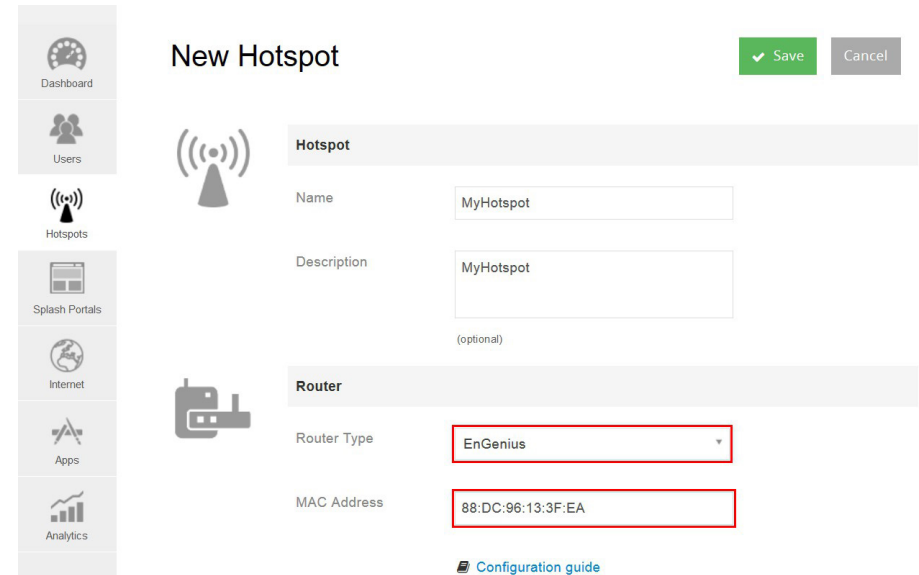 New Hotspot
Save
Cancel
Dashboard
Users
Hotspots
Splash Portals
Internet
Apps
Analytics
Hotspot
Name
MyHotspot
Description
MyHotspot
(optional)
Router
Router Type
EnGenius
MAC Address
88:DC:96:13:3F:EA
Configuration guide